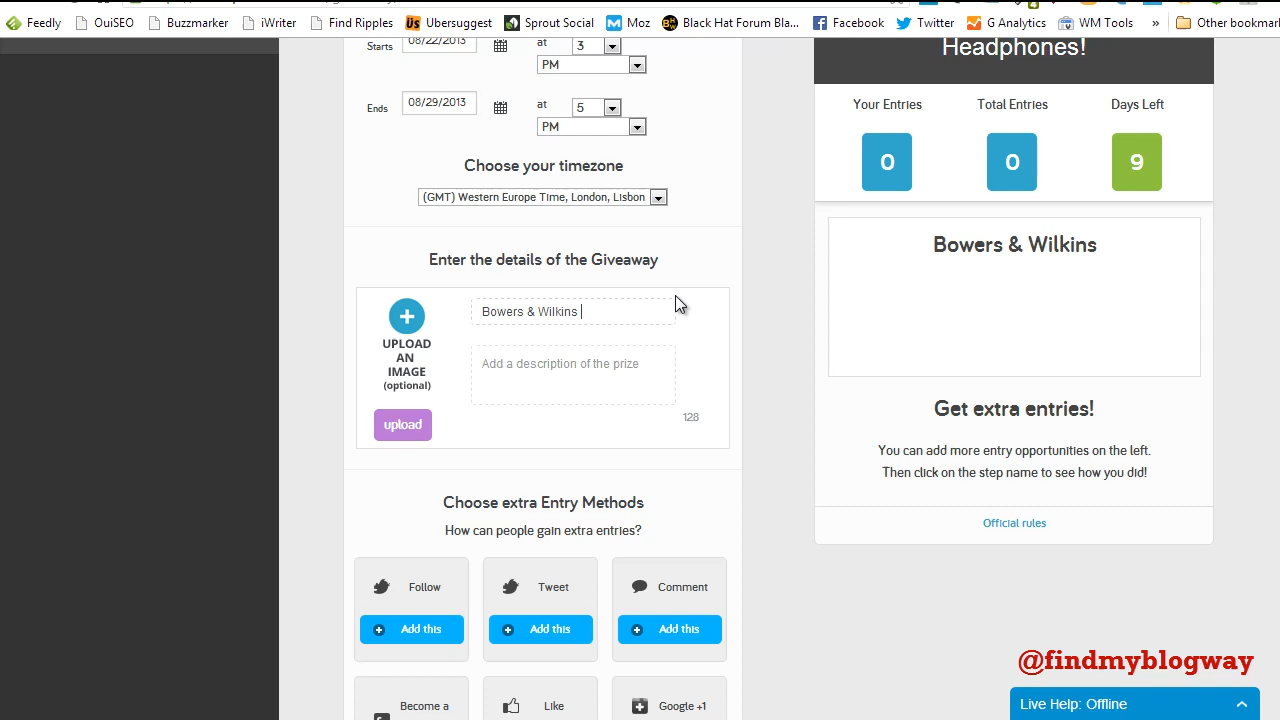 Feedly OuiSEO Buzzmarker iWriter Find Ripples Ubersuggest Sprout Social Moz Black Hat Forum Bla... Facebook Twitter G Analytics WM Tools » Other bookmar
Starts 08/22/2013 at 3
PM
Ends 08/29/2013 at 5
PM
Choose your timezone
(GMT) Western Europe Time, London, Lisbon
Enter the details of the Giveaway
UPLOAD
AN
IMAGE
(optional)
upload
Bowers & Wilkins
Add a description of the prize
128
Choose extra Entry Methods
How can people gain extra entries?
Follow Tweet Comment
Add this Add this Add this
Become a Like Google +1
Headphones!
Your Entries Total Entries Days Left
0 0 9
Bowers & Wilkins
Get extra entries!
You can add more entry opportunities on the left.
Then click on the step name to see how you did!
Official rules
@findmyblogway
Live Help: Offline